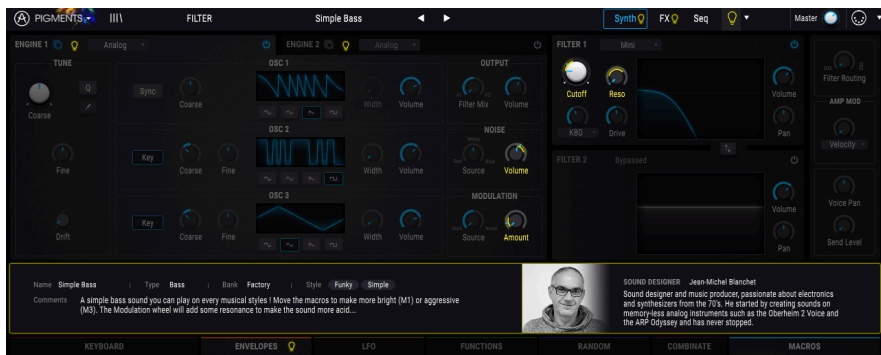 PIGMENTS FILTER Simple Bass Synth FX Seq Master
ENGINE 1 Analog ENGINE 2 Analog FILTER 1 Mini
TUNE OSC 1 OUTPUT
Q Sync Coarse Width Volume Filter Mix Volume Cutoff Reso Volume Filter Routing
Coarse
AMP MOD
KBD Drive Pan
OSC 2 NOISE
Velocity
Key Red White Blue
Fine Coarse Fine Width Volume Source Volume
FILTER 2 Bypassed
OSC 3 MODULATION
Voice Pan
Key Volume
Drift Coarse Fine Width Volume Source Amount
Pan Send Level
Name Simple Bass Type Bass Bank Factory Style Funky Simple
Comments A simple bass sound you can play on every musical styles ! Move the macros to make more bright (M1) or aggressive
(M3). The Modulation wheel will add some resonance to make the sound more acid...
SOUND DESIGNER Jean-Michel Blanchet
Sound designer and music producer, passionate about electronics
and synthesizers from the 70's. He started by creating sounds on
memory-less analog instruments such as the Oberheim 2 Voice and
the ARP Odyssey and has never stopped.
KEYBOARD ENVELOPES LFO FUNCTIONS RANDOM COMBINATE MACROS